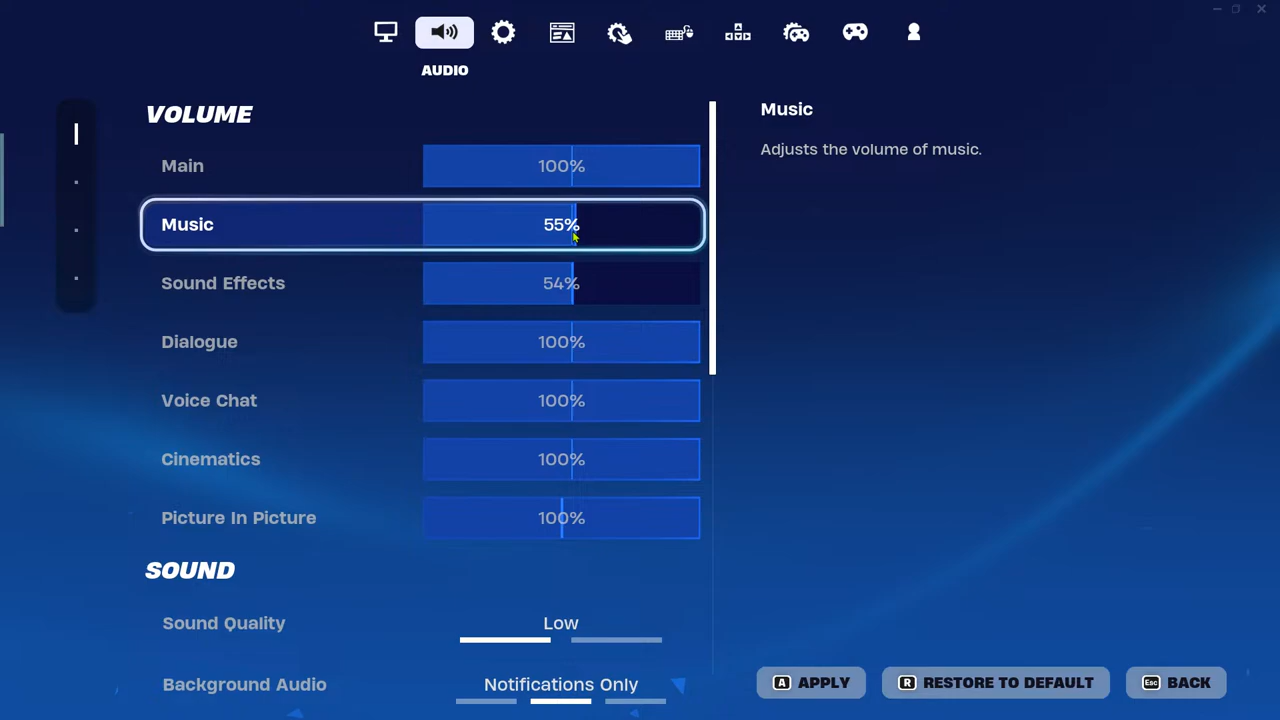 AUDIO
VOLUME
Main 100%
Music 55%
Sound Effects 54%
Dialogue 100%
Voice Chat 100%
Cinematics 100%
Picture In Picture 100%
SOUND
Sound Quality Low
Background Audio Notifications Only
Music
Adjusts the volume of music.
A APPLY
R RESTORE TO DEFAULT
Esc BACK